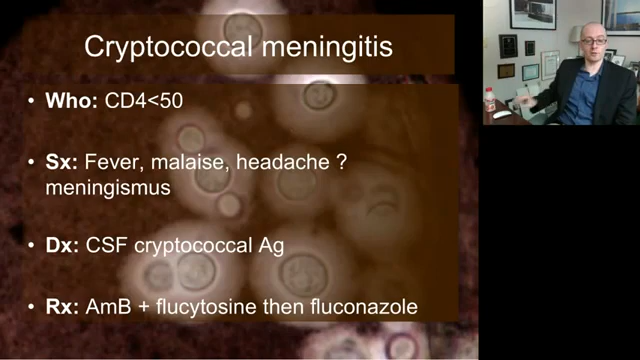 Cryptococcal meningitis
• Who: CD4<50
• Sx: Fever, malaise, headache ?
meningismus
• Dx: CSF cryptococcal Ag
• Rx: AmB + flucytosine then fluconazole